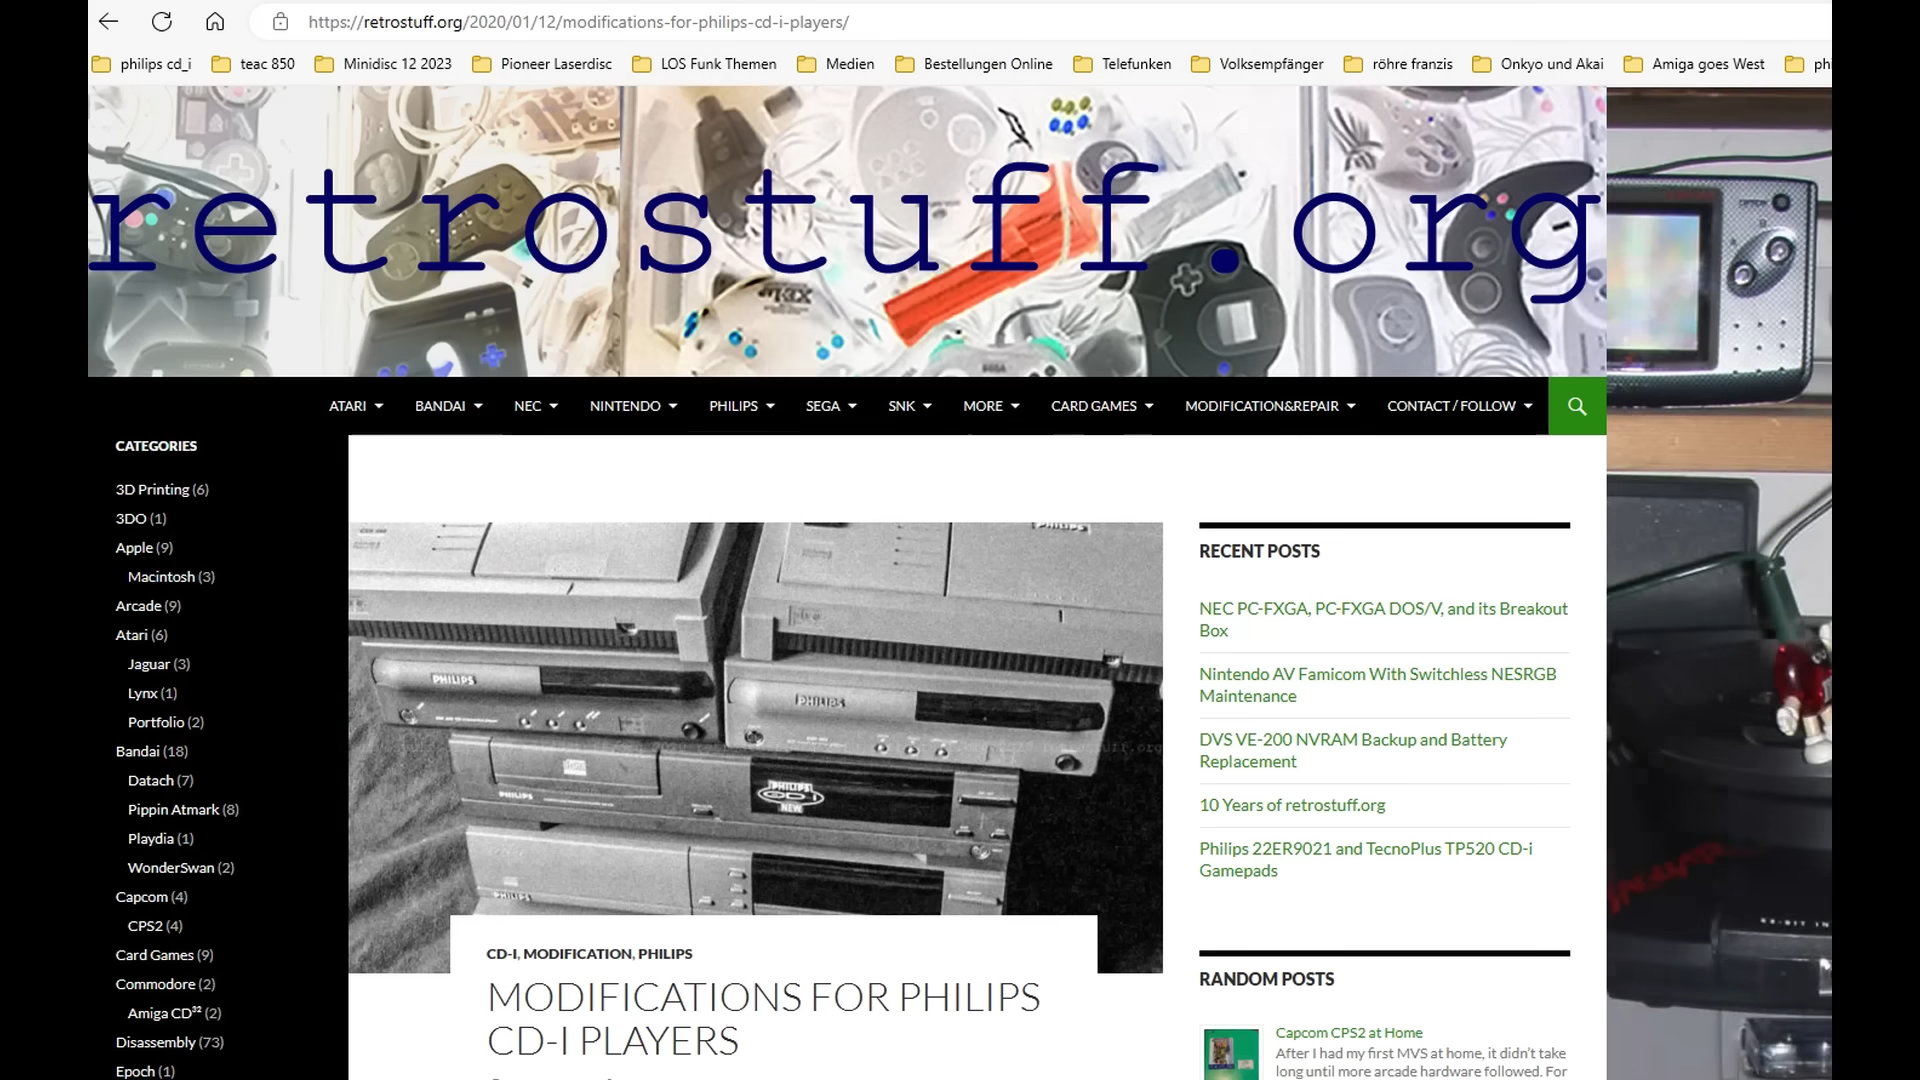 https://retrostuff.org/2020/01/12/modifications-for-philips-cd-i-players/
philips cd_i
teac 850
Minidisc 12 2023
Pioneer Laserdisc
LOS Funk Themen
Medien
Bestellungen Online
Telefunken
Volksempfänger
röhre franzis
Onkyo und Akai
Amiga goes West
phi
retrostuff.org
ATARI
BANDAI
NEC
NINTENDO
PHILIPS
SEGA
SNK
MORE
CARD GAMES
MODIFICATION&REPAIR
CONTACT / FOLLOW
CATEGORIES
3D Printing (6)
3DO (1)
Apple (9)
Macintosh (3)
Arcade (9)
Atari (6)
Jaguar (3)
Lynx (1)
Portfolio (2)
Bandai (18)
Datach (7)
Pippin Atmark (8)
Playdia (1)
WonderSwan (2)
Capcom (4)
CPS2 (4)
Card Games (9)
Commodore (2)
Amiga CD³² (2)
Disassembly (73)
Epoch (1)
PHILIPS
PHILIPS
PHILIPS
PHILIPS
PHILIPS
CD-I
NEW
PHILIPS
CD-I, MODIFICATION, PHILIPS
MODIFICATIONS FOR PHILIPS
CD-I PLAYERS
RECENT POSTS
NEC PC-FXGA, PC-FXGA DOS/V, and its Breakout
Box
Nintendo AV Famicom With Switchless NESRGB
Maintenance
DVS VE-200 NVRAM Backup and Battery
Replacement
10 Years of retrostuff.org
Philips 22ER9021 and TecnoPlus TP520 CD-i
Gamepads
RANDOM POSTS
Capcom CPS2 at Home
After I had my first MVS at home, it didn’t take
long until more arcade hardware followed. For